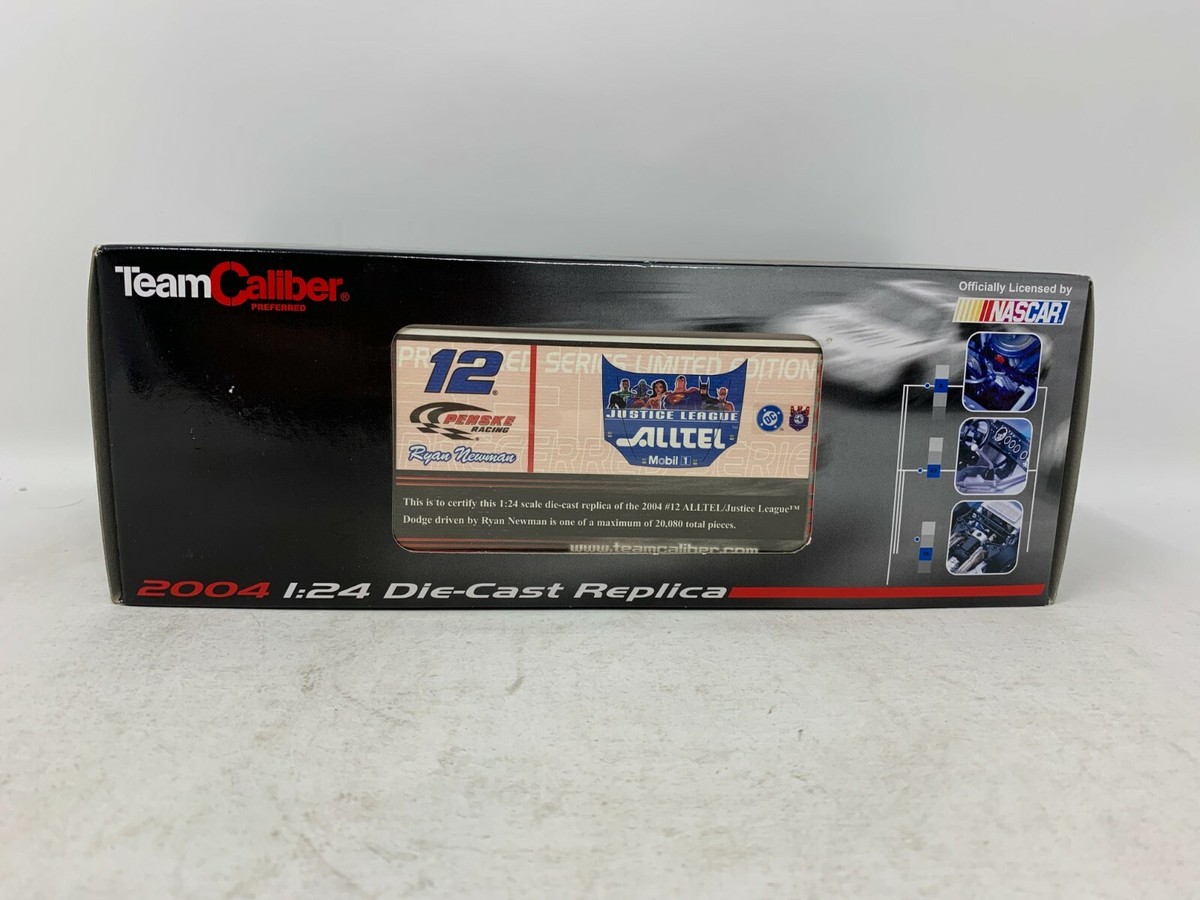 TeamCaliber®
PREFERRED
Officially Licensed by
NASCAR
PREFERRED SERIES LIMITED EDITION
12
PENSKE
RACING
Ryan Newman
JUSTICE LEAGUE™
ALLTEL
Mobil 1
DC
This is to certify this 1:24 scale die-cast replica of the 2004 #12 ALLTEL/Justice League™
Dodge driven by Ryan Newman is one of a maximum of 20,080 total pieces.
www.teamcaliber.com
2004 1:24 Die-Cast Replica